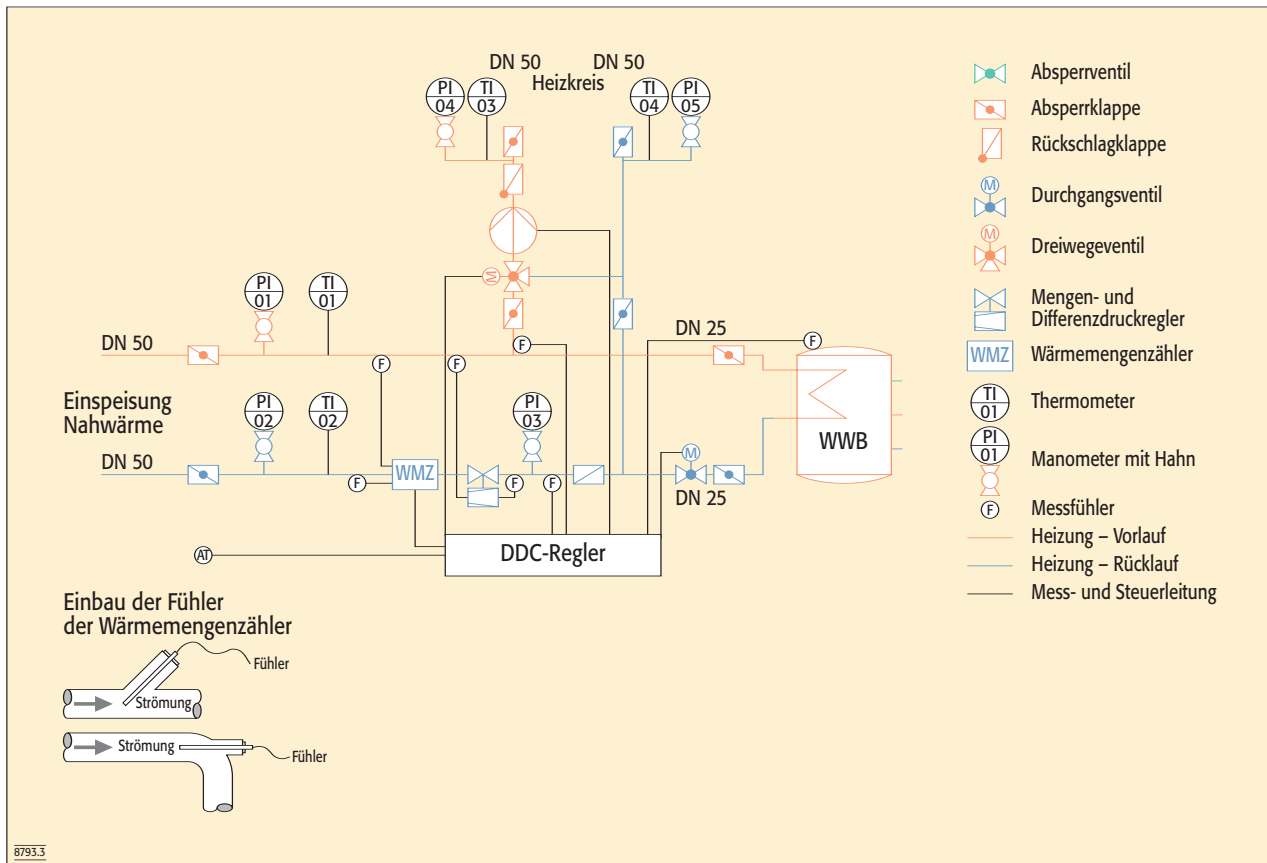 DN 50 DN 50
Heizkreis
PI
04
TI
03
TI
04
PI
05
M
PI
01
TI
01
DN 50
F
F
F
DN 25
F
Einspeisung
Nahwärme
PI
02
TI
02
PI
03
DN 50
WMZ
F
F
F
M
DN 25
WWB
AT
DDC-Regler
Absperrventil
Absperrklappe
Rückschlagklappe
M
Durchgangsventil
M
Dreiwegeventil
Mengen- und
Differenzdruckregler
WMZ
Wärmemengenzähler
TI
01
Thermometer
PI
01
Manometer mit Hahn
F
Messfühler
Heizung – Vorlauf
Heizung – Rücklauf
Mess- und Steuerleitung
Einbau der Fühler
der Wärmemengenzähler
Fühler
Strömung
Strömung
Fühler
8793.3